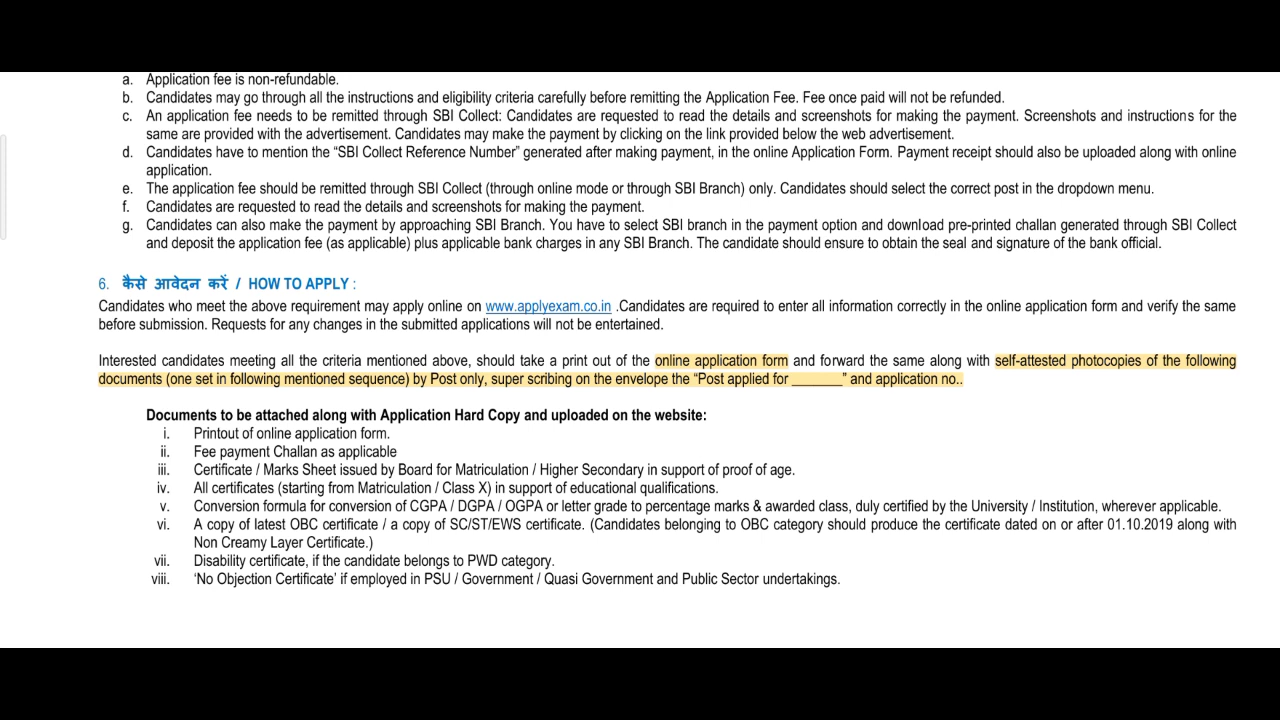 a. Application fee is non-refundable.
b. Candidates may go through all the instructions and eligibility criteria carefully before remitting the Application Fee. Fee once paid will not be refunded.
c. An application fee needs to be remitted through SBI Collect: Candidates are requested to read the details and screenshots for making the payment. Screenshots and instructions for the
same are provided with the advertisement. Candidates may make the payment by clicking on the link provided below the web advertisement.
d. Candidates have to mention the “SBI Collect Reference Number” generated after making payment, in the online Application Form. Payment receipt should also be uploaded along with online
application.
e. The application fee should be remitted through SBI Collect (through online mode or through SBI Branch) only. Candidates should select the correct post in the dropdown menu.
f. Candidates are requested to read the details and screenshots for making the payment.
g. Candidates can also make the payment by approaching SBI Branch. You have to select SBI branch in the payment option and download pre-printed challan generated through SBI Collect
and deposit the application fee (as applicable) plus applicable bank charges in any SBI Branch. The candidate should ensure to obtain the seal and signature of the bank official.
6. कैसे आवेदन करें / HOW TO APPLY :
Candidates who meet the above requirement may apply online on www.applyexam.co.in .Candidates are required to enter all information correctly in the online application form and verify the same
before submission. Requests for any changes in the submitted applications will not be entertained.
Interested candidates meeting all the criteria mentioned above, should take a print out of the online application form and forward the same along with self-attested photocopies of the following
documents (one set in following mentioned sequence) by Post only, super scribing on the envelope the “Post applied for _______” and application no..
Documents to be attached along with Application Hard Copy and uploaded on the website:
i. Printout of online application form.
ii. Fee payment Challan as applicable
iii. Certificate / Marks Sheet issued by Board for Matriculation / Higher Secondary in support of proof of age.
iv. All certificates (starting from Matriculation / Class X) in support of educational qualifications.
v. Conversion formula for conversion of CGPA / DGPA / OGPA or letter grade to percentage marks & awarded class, duly certified by the University / Institution, wherever applicable.
vi. A copy of latest OBC certificate / a copy of SC/ST/EWS certificate. (Candidates belonging to OBC category should produce the certificate dated on or after 01.10.2019 along with
Non Creamy Layer Certificate.)
vii. Disability certificate, if the candidate belongs to PWD category.
viii. ‘No Objection Certificate’ if employed in PSU / Government / Quasi Government and Public Sector undertakings.